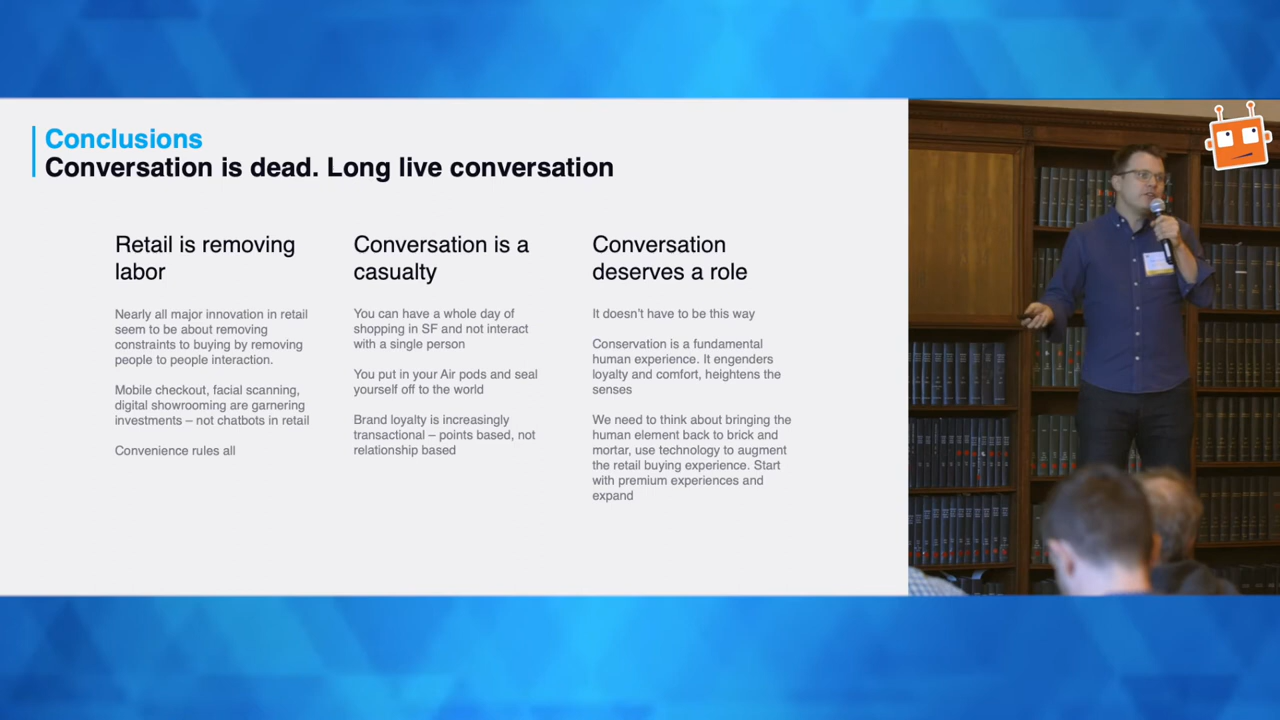 Conclusions
Conversation is dead. Long live conversation
Retail is removing
labor
Nearly all major innovation in retail
seem to be about removing
constraints to buying by removing
people to people interaction.
Mobile checkout, facial scanning,
digital showrooming are garnering
investments – not chatbots in retail
Convenience rules all
Conversation is a
casualty
You can have a whole day of
shopping in SF and not interact
with a single person
You put in your Air pods and seal
yourself off to the world
Brand loyalty is increasingly
transactional – points based, not
relationship based
Conversation
deserves a role
It doesn’t have to be this way
Conservation is a fundamental
human experience. It engenders
loyalty and comfort, heightens the
senses
We need to think about bringing the
human element back to brick and
mortar, use technology to augment
the retail buying experience. Start
with premium experiences and
expand